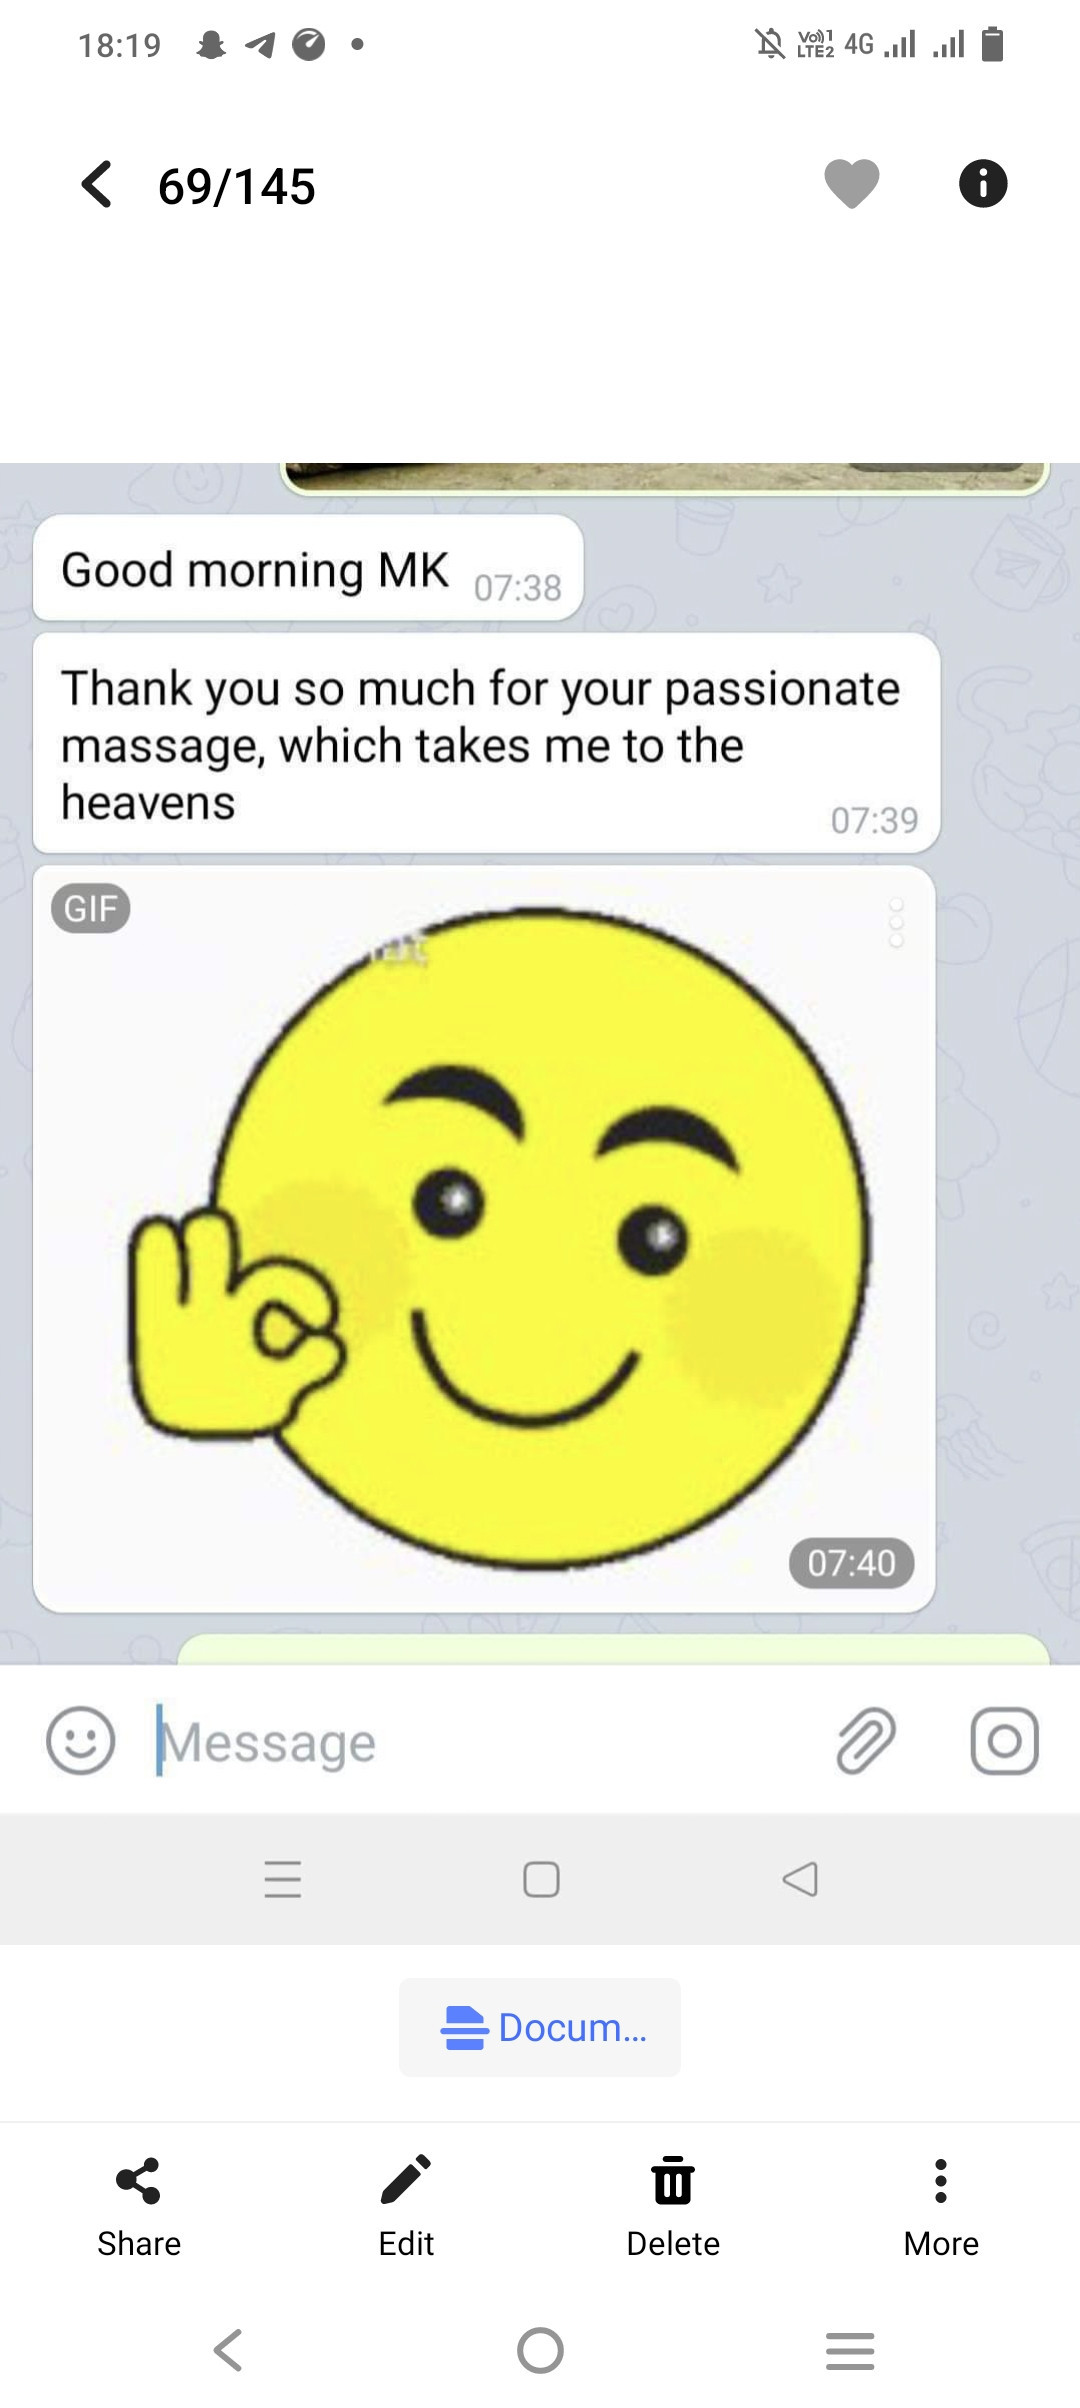 18:19
Vo)) 1
LTE2 4G
69/145
Good morning MK 07:38
Thank you so much for your passionate
massage, which takes me to the
heavens 07:39
GIF
07:40
Message
Docum...
Share Edit Delete More